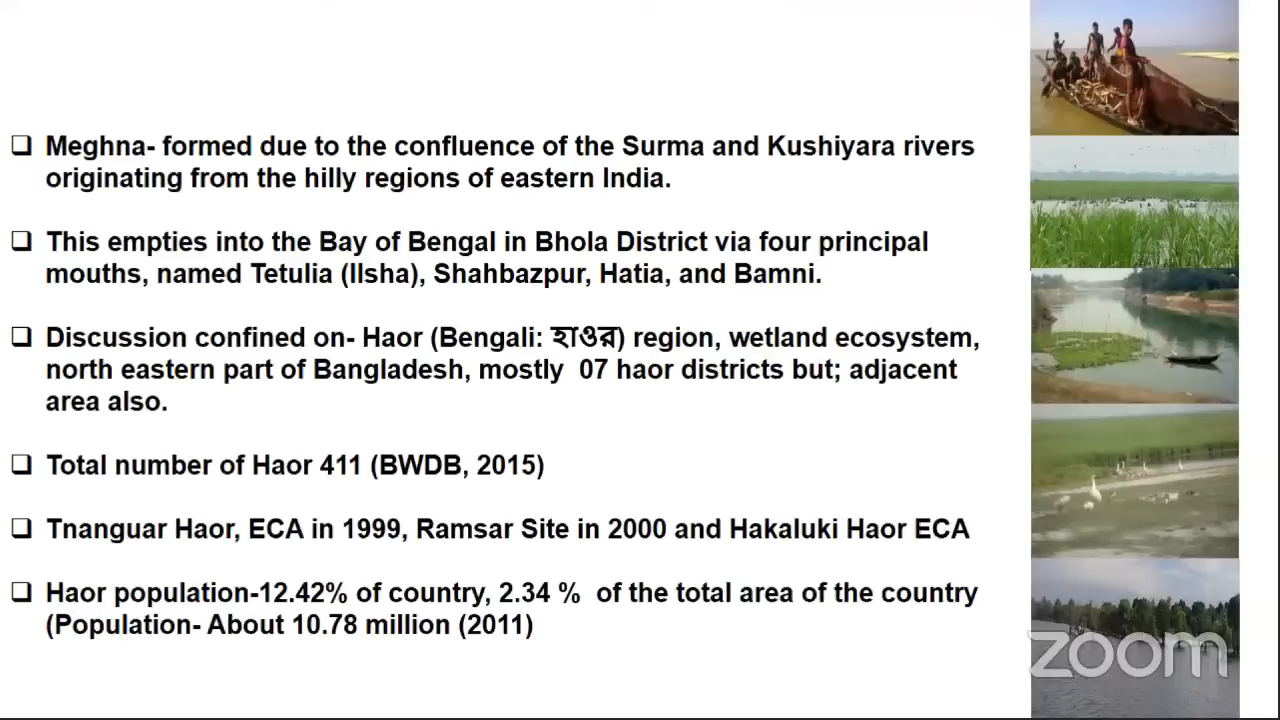 ❑ Meghna- formed due to the confluence of the Surma and Kushiyara rivers
originating from the hilly regions of eastern India.
❑ This empties into the Bay of Bengal in Bhola District via four principal
mouths, named Tetulia (Ilsha), Shahbazpur, Hatia, and Bamni.
❑ Discussion confined on- Haor (Bengali: হাওর) region, wetland ecosystem,
north eastern part of Bangladesh, mostly 07 haor districts but; adjacent
area also.
❑ Total number of Haor 411 (BWDB, 2015)
❑ Tnanguar Haor, ECA in 1999, Ramsar Site in 2000 and Hakaluki Haor ECA
❑ Haor population-12.42% of country, 2.34 % of the total area of the country
(Population- About 10.78 million (2011)
zoom